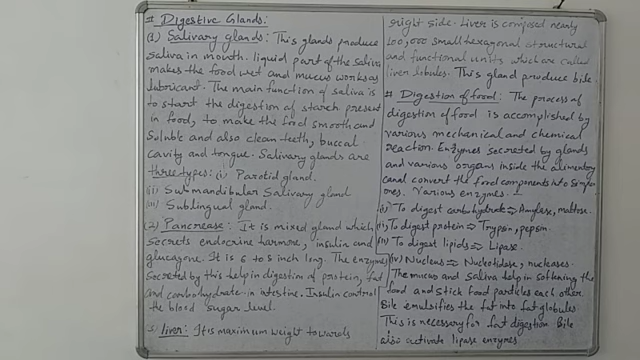 # Digestive Glands:
(1) Salivary glands: This glands produce
saliva in mouth. liquid part of the saliva
makes the food wet and mucus works as
lubricant. The main function of saliva is
to start the digestion of starch present
in food, to make the food smooth and
Soluble and also clean teeth, buccal
cavity and tongue. Salivary glands are
three types: (i) Parotid gland.
(ii) Submandibular Salivary gland
(iii) Sublingual gland.
(2) Pancrease: It is mixed gland which
secrets endocrine harmone, insulin and
glucagone. It is 6 to 8 inch long. The enzymes
secreted by this help in digestion of protein, fat
and carbohydrate in intestine. Insulin control
the blood sugar level.
3) liver: It is maximum weight towards
right side. Liver is composed nearly
100,000 small hexagonal structural
and functional units which are called
liver lobules. This gland produce bile
# Digestion of food: The process of
digestion of food is accomplished by
various mechenical and chemical
reaction. Enzymes secreted by glands
and various organs inside the alimentary
canal convert the food components into simple
ones. Various enzymes -
(i) To digest carbohydrate ⇒ Amylese, maltose.
(ii) To digest protein ⇒ Trypsin, pepsin.
(iii) To digest lipids ⇒ Lipase.
(iv) Nucleus ⇒ Nucleotidase, nucleases.
The mucus and Saliva help in softening the
food and stick food particles each other.
Bile emulsifies the fat into fat globules
This is necessary for fat digestion Bile
also activate lipase enzymes